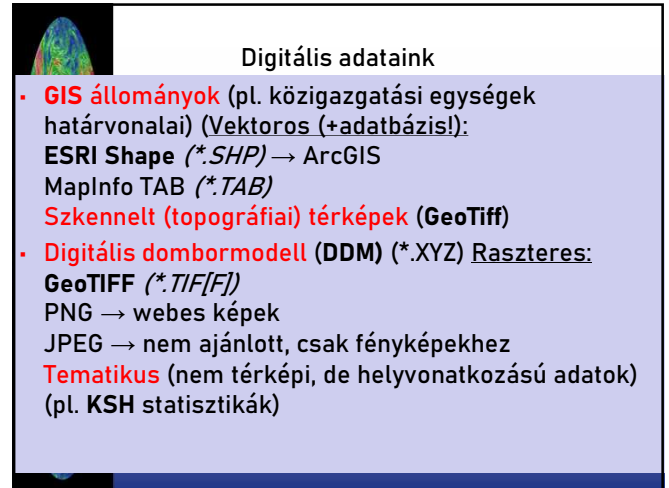 Digitális adataink
▪ GIS állományok (pl. közigazgatási egységek
határvonalai) (Vektoros (+adatbázis!):
ESRI Shape (*.SHP) → ArcGIS
MapInfo TAB (*.TAB)
Szkennelt (topográfiai) térképek (GeoTiff)
▪ Digitális dombormodell (DDM) (*.XYZ) Raszteres:
GeoTIFF (*.TIF[F])
PNG → webes képek
JPEG → nem ajánlott, csak fényképekhez
Tematikus (nem térképi, de helyvonatkozású adatok)
(pl. KSH statisztikák)